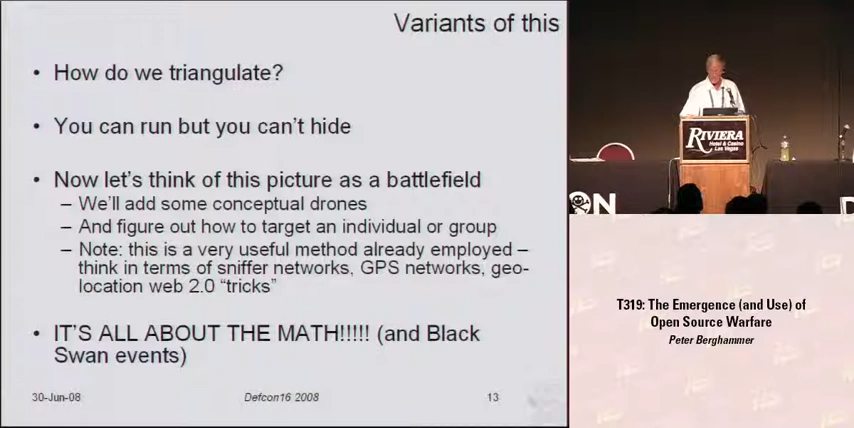 Variants of this
• How do we triangulate?
• You can run but you can't hide
• Now let's think of this picture as a battlefield
– We'll add some conceptual drones
– And figure out how to target an individual or group
– Note: this is a very useful method already employed –
think in terms of sniffer networks, GPS networks, geo-
location web 2.0 “tricks”
• IT'S ALL ABOUT THE MATH!!!!! (and Black
Swan events)
30-Jun-08
Defcon16 2008
13
RIVIERA
Hotel & Casino
Las Vegas
ON
D
T319: The Emergence (and Use) of
Open Source Warfare
Peter Berghammer